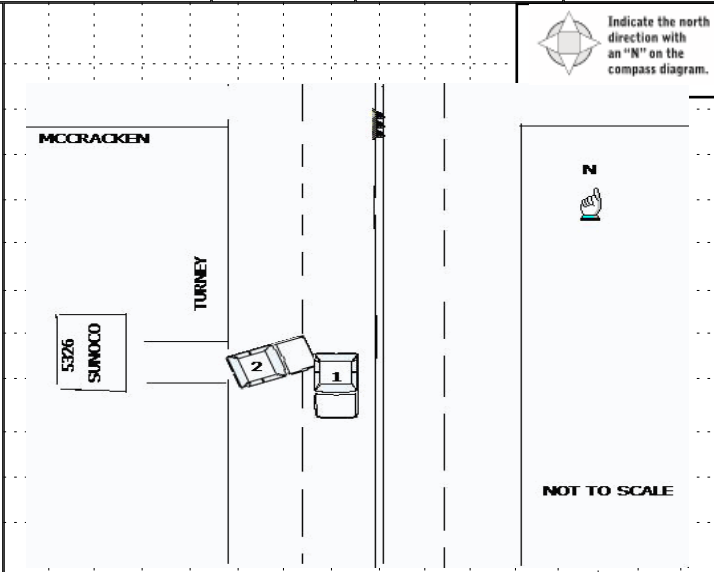 Indicate the north
direction with
an "N" on the
compass diagram.
MCCRACKEN
N
TURNEY
5326
SUNOCO
2
1
NOT TO SCALE